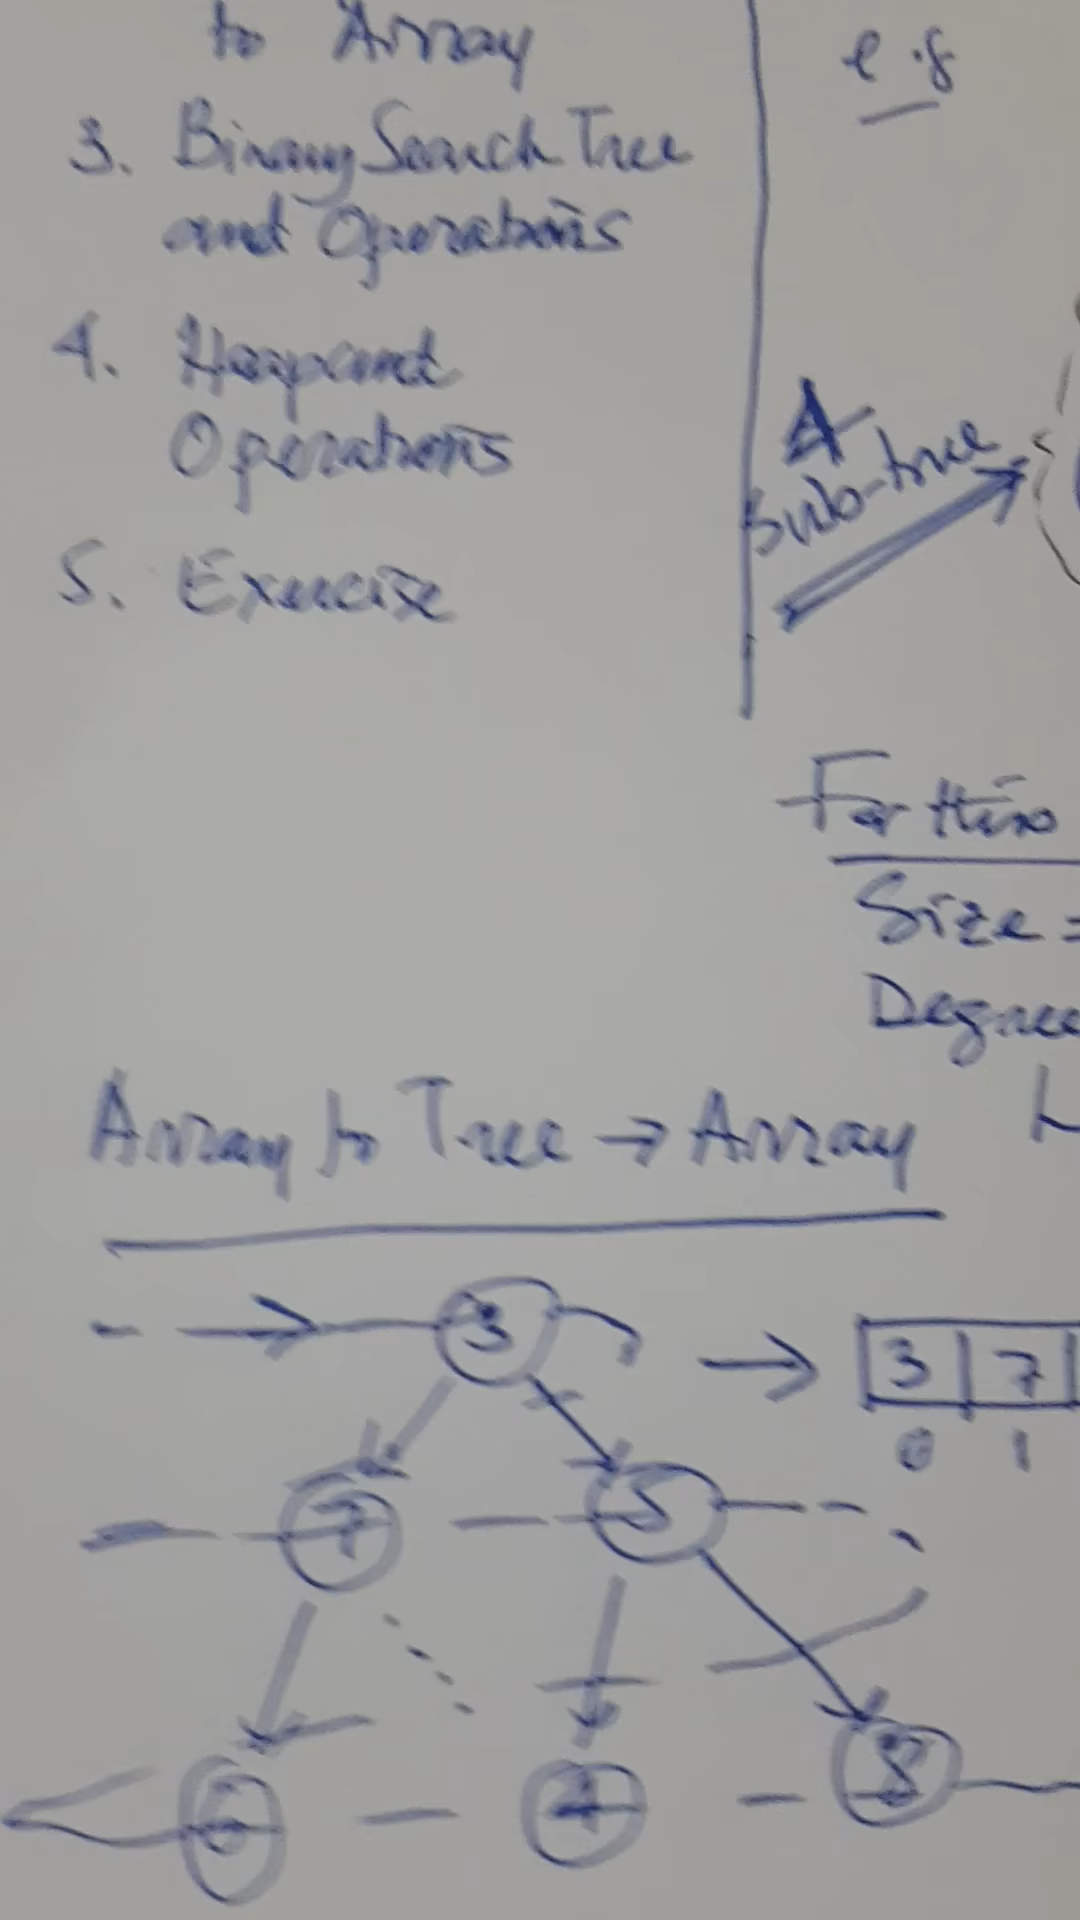 to Array
3. Binary Search Tree
and Operations
4. Heap and
Operations
5. Exercise
e.g
A
Sub-tree
For this
Size =
Degree
L
Array to Tree → Array
3
3 7
0 1
7 5
6 4 8